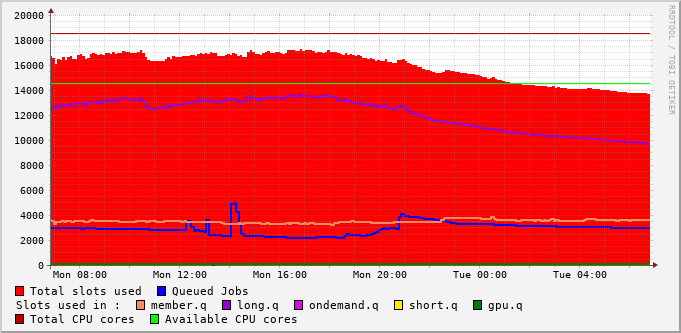 RRDTOOL / TOBI OETIKER
20000
18000
16000
14000
12000
10000
8000
6000
4000
2000
0
Mon 08:00 Mon 12:00 Mon 16:00 Mon 20:00 Tue 00:00 Tue 04:00
Total slots used Queued Jobs
Slots used in : member.q long.q ondemand.q short.q gpu.q
Total CPU cores Available CPU cores